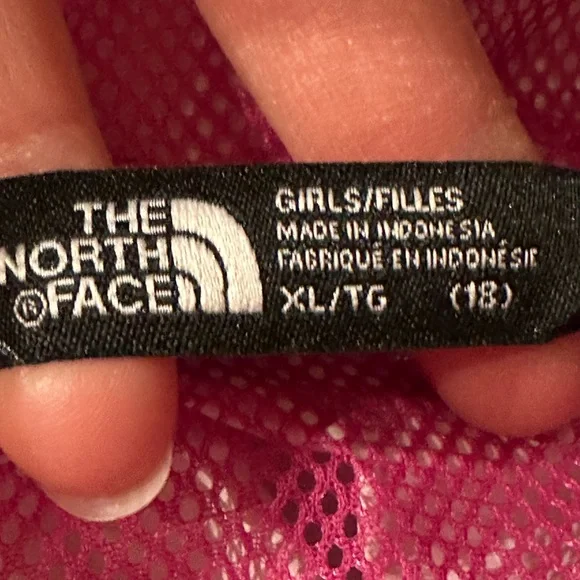 THE
NORTH
®FACE
GIRLS/FILLES
MADE IN INDONESIA
FABRIQUÉ EN INDONÉSIE
XL/TG (18)